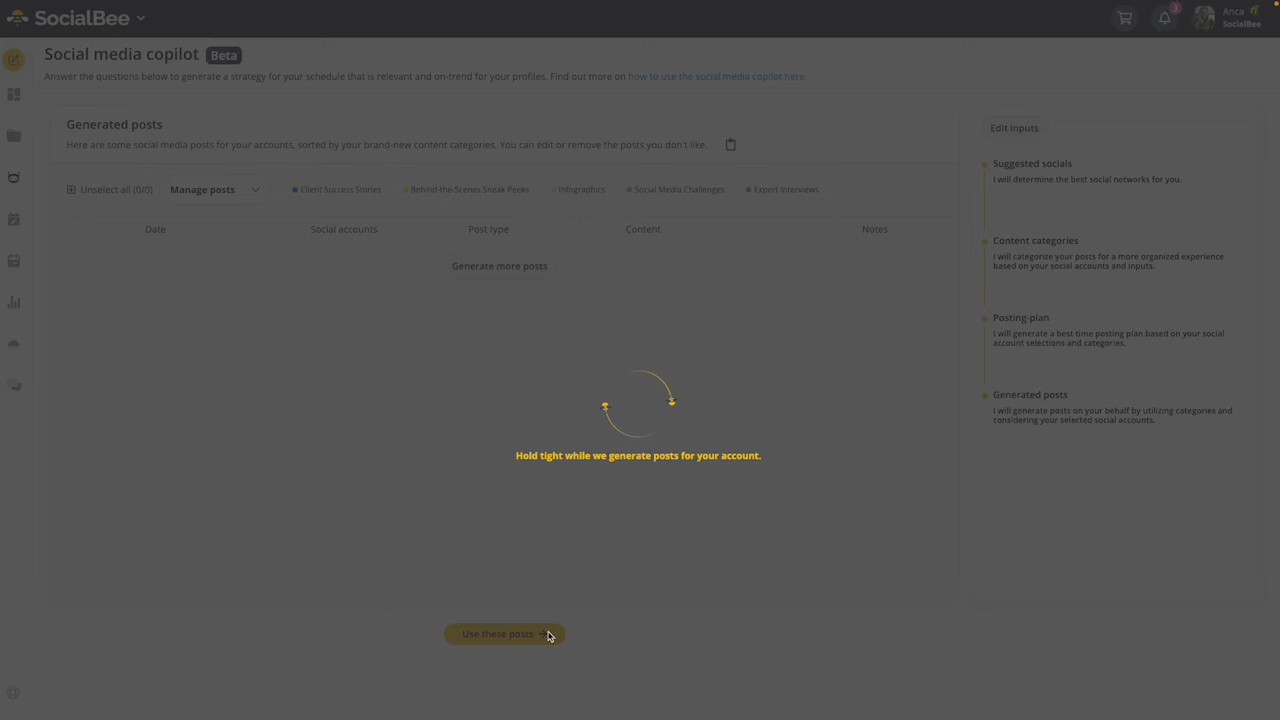 SocialBee
3
Anca
SocialBee
Social media copilot Beta
Answer the questions below to generate a strategy for your schedule that is relevant and on-trend for your profiles. Find out more on how to use the social media copilot here.
Generated posts
Here are some social media posts for your accounts, sorted by your brand-new content categories. You can edit or remove the posts you don't like.
Unselect all (0/0) Manage posts Client Success Stories Behind-the-Scenes Sneak Peeks Infographics Social Media Challenges Expert Interviews
Date Social accounts Post type Content Notes
Generate more posts
Hold tight while we generate posts for your account.
Use these posts
Edit inputs
Suggested socials
I will determine the best social networks for you.
Content categories
I will categorize your posts for a more organized experience
based on your social accounts and inputs.
Posting-plan
I will generate a best time posting plan based on your social
account selections and categories.
Generated posts
I will generate posts on your behalf by utilizing categories and
considering your selected social accounts.